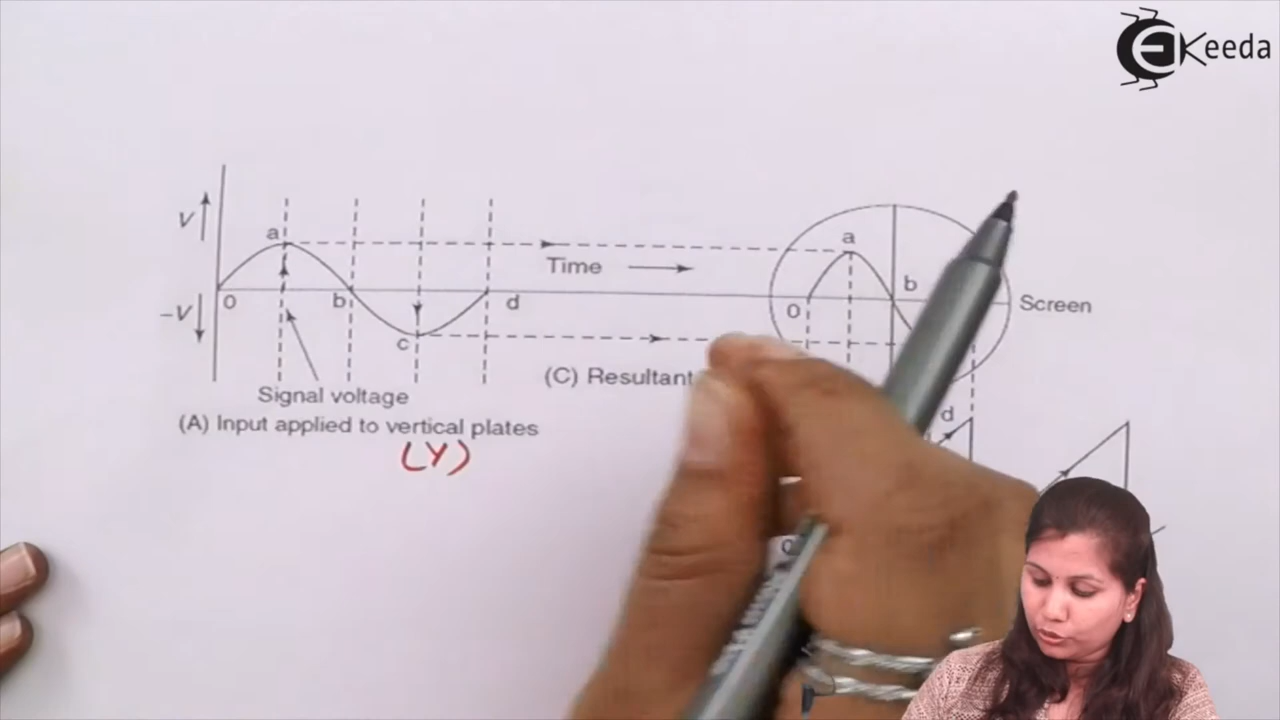 Keeda
V
a
Time
0
b
d
-V
c
a
b
0
Screen
(C) Resultant
Signal voltage
(A) Input applied to vertical plates
(Y)
d